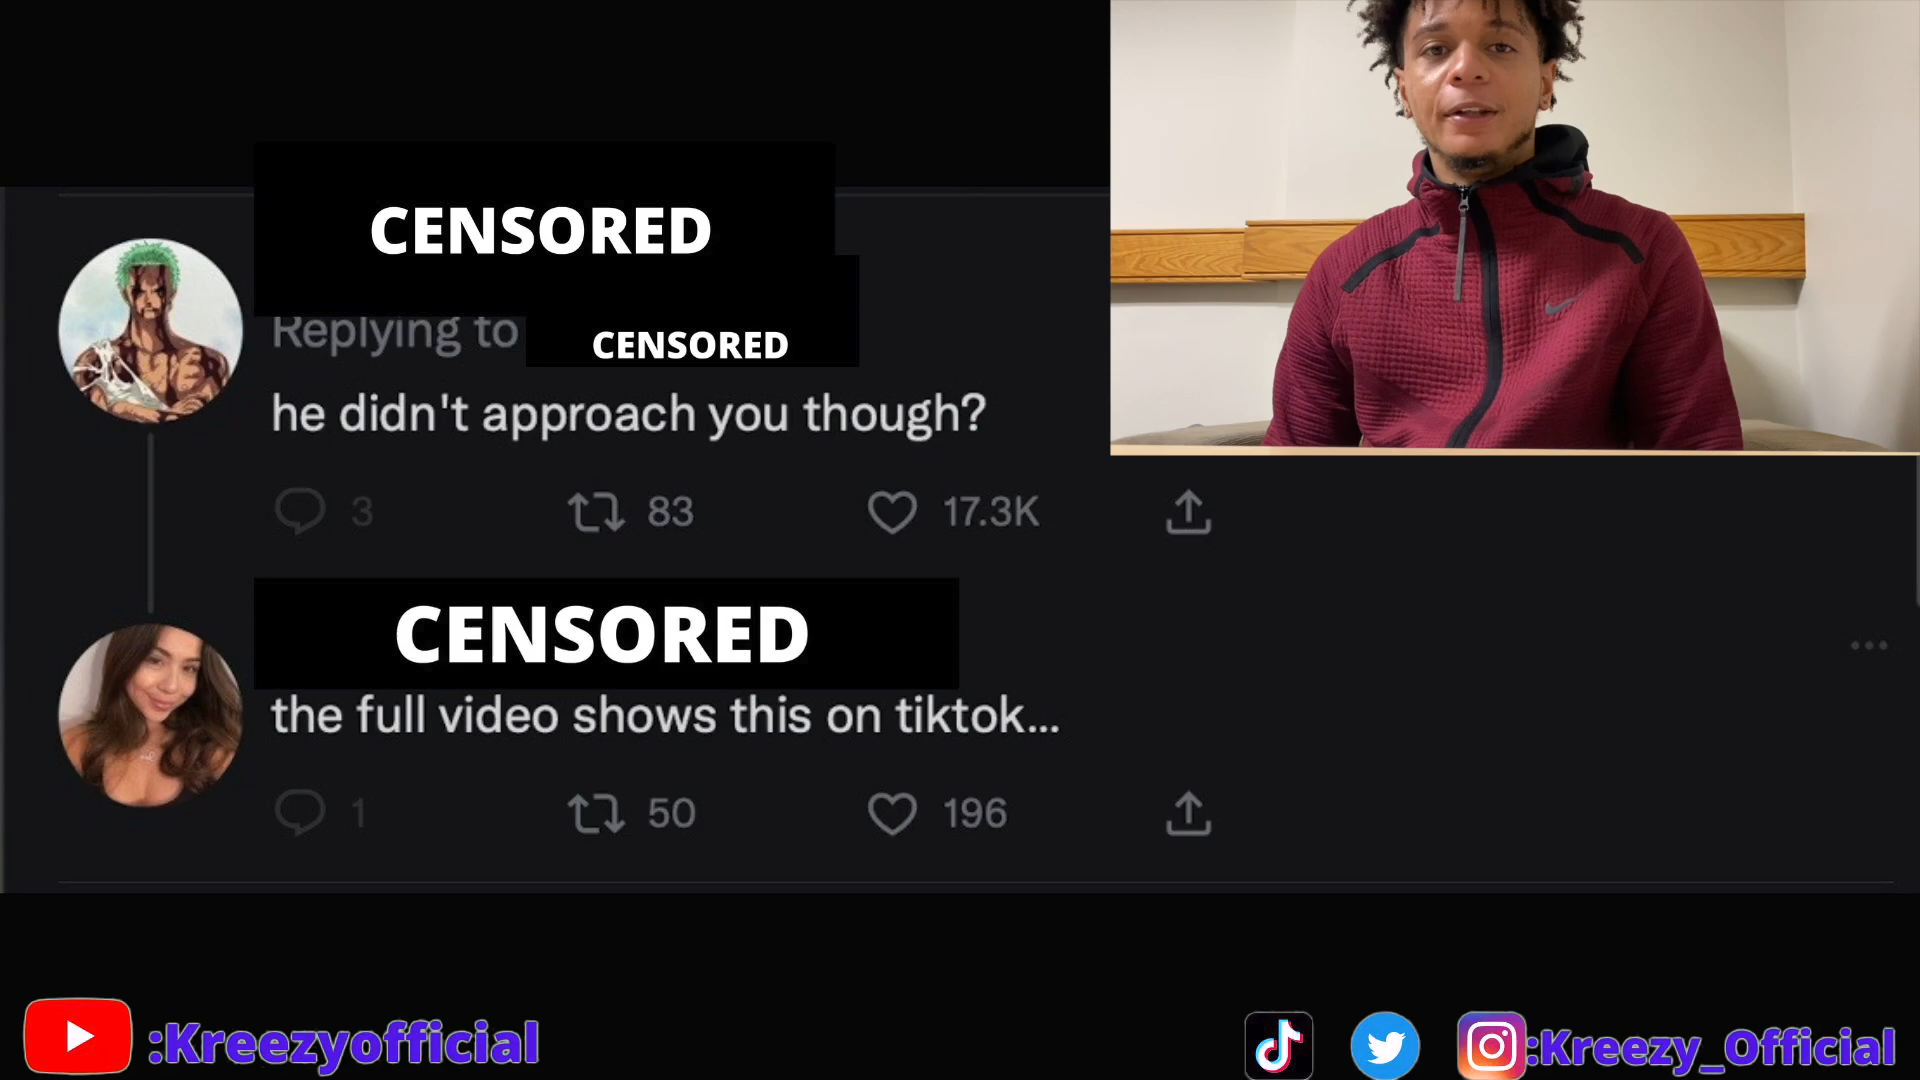 CENSORED
Replying to CENSORED
he didn't approach you though?
3 83 17.3K
CENSORED
the full video shows this on tiktok...
1 50 196
:Kreezyofficial
:Kreezy_Official